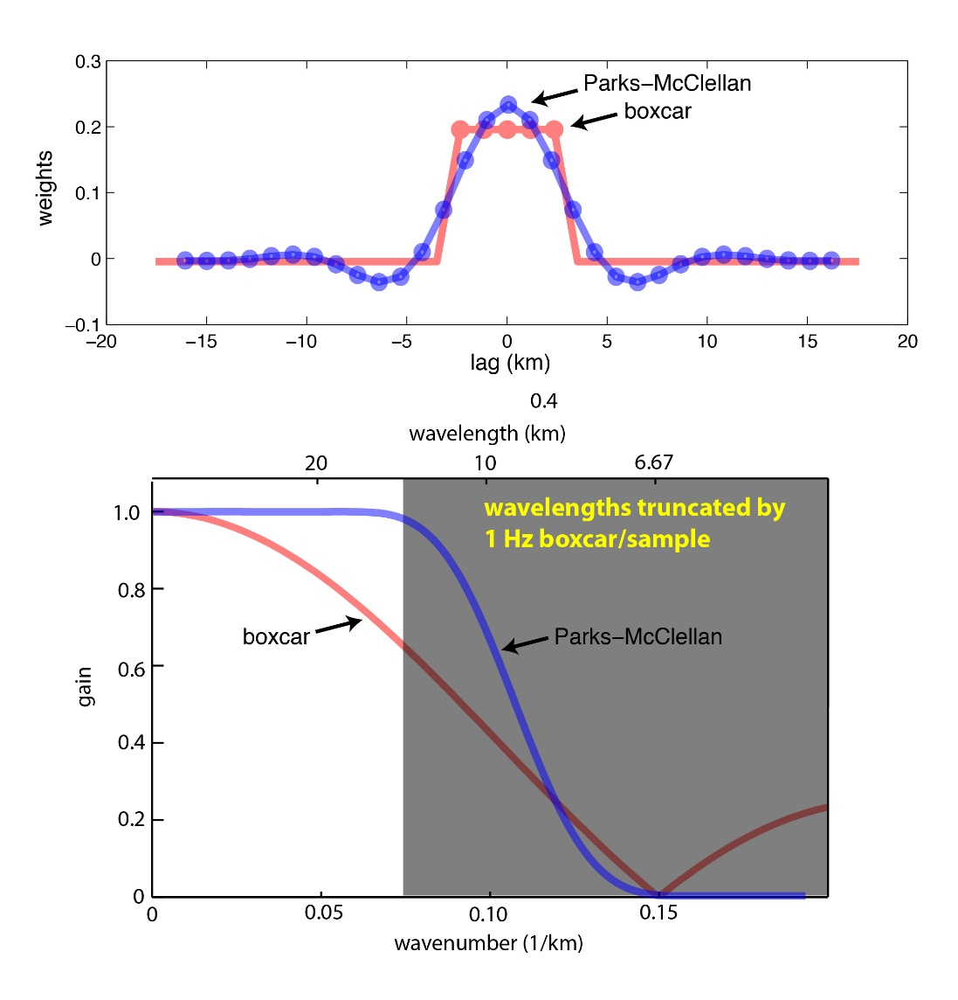 0.3
Parks−McClellan
boxcar
0.2
weights
0.1
0
−0.1
−20 −15 −10 −5 0 5 10 15 20
lag (km)
0.4
wavelength (km)
20 10 6.67
wavelengths truncated by
1 Hz boxcar/sample
1.0
0.8
boxcar
Parks−McClellan
0.6
gain
0.4
0.2
0
0 0.05 0.10 0.15
wavenumber (1/km)